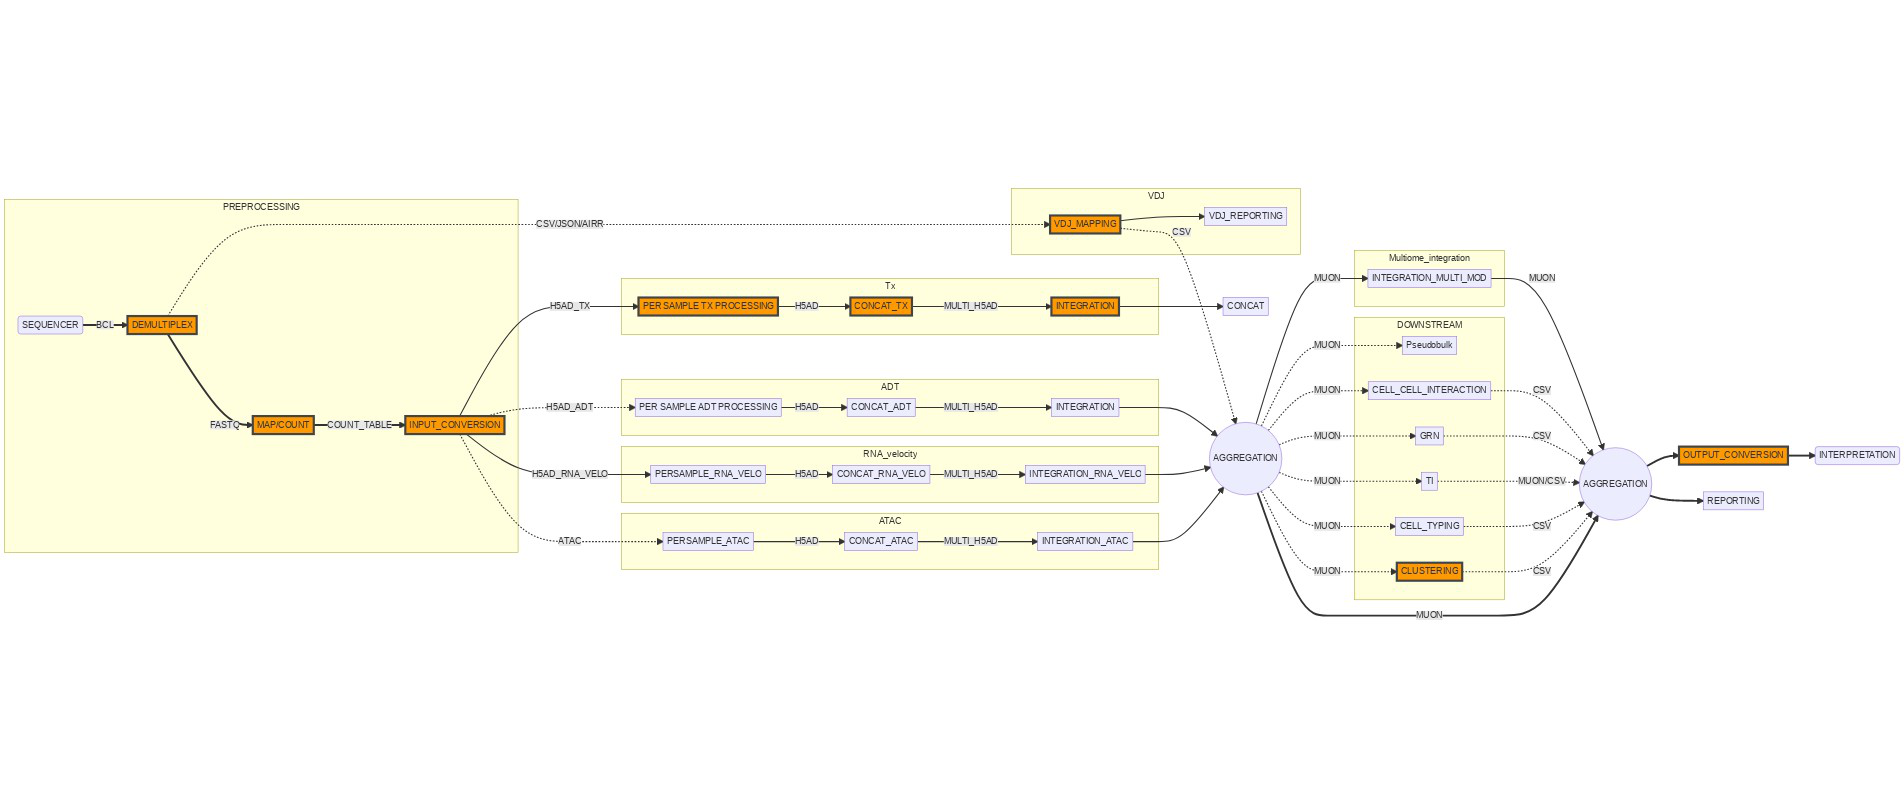 PREPROCESSING
SEQUENCER
BCL
DEMULTIPLEX
FASTQ
MAP/COUNT
COUNT_TABLE
INPUT_CONVERSION
CSV/JSON/AIRR
VDJ
VDJ_MAPPING
VDJ_REPORTING
CSV
H5AD_TX
Tx
PER SAMPLE TX PROCESSING
H5AD
CONCAT_TX
MULTI_H5AD
INTEGRATION
CONCAT
H5AD_ADT
ADT
PER SAMPLE ADT PROCESSING
H5AD
CONCAT_ADT
MULTI_H5AD
INTEGRATION
H5AD_RNA_VELO
RNA_velocity
PERSAMPLE_RNA_VELO
H5AD
CONCAT_RNA_VELO
MULTI_H5AD
INTEGRATION_RNA_VELO
ATAC
ATAC
PERSAMPLE_ATAC
H5AD
CONCAT_ATAC
MULTI_H5AD
INTEGRATION_ATAC
AGGREGATION
MUON
Multiome_integration
INTEGRATION_MULTI_MOD
MUON
DOWNSTREAM
MUON
Pseudobulk
MUON
CELL_CELL_INTERACTION
CSV
MUON
GRN
CSV
MUON
TI
MUON/CSV
MUON
CELL_TYPING
CSV
MUON
CLUSTERING
CSV
MUON
AGGREGATION
OUTPUT_CONVERSION
INTERPRETATION
REPORTING